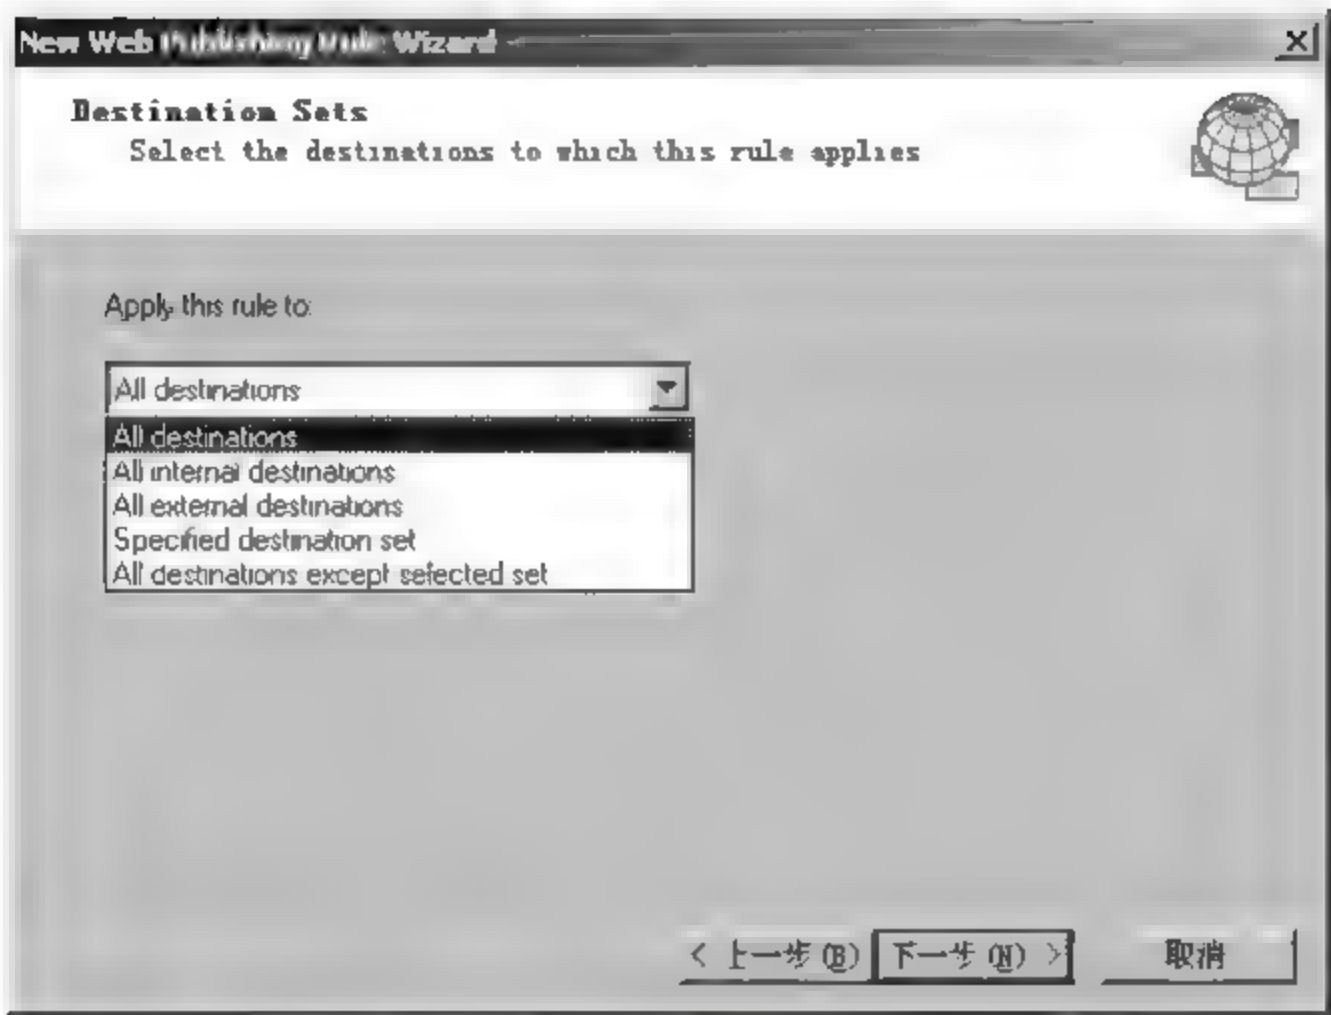 New Web Publishing Rule Wizard
Destination Sets
Select the destinations to which this rule applies
Apply this rule to:
All destinations
All destinations
All internal destinations
All external destinations
Specified destination set
All destinations except selected set
< 上一步(B) 下一步(N) > 取消